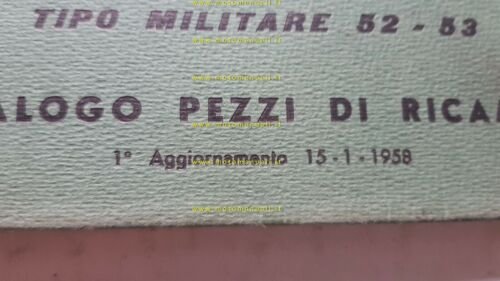 TIPO MILITARE 52 - 53
ALOGO PEZZI DI RICA
1° Aggiornamento 15 - 1 - 1958